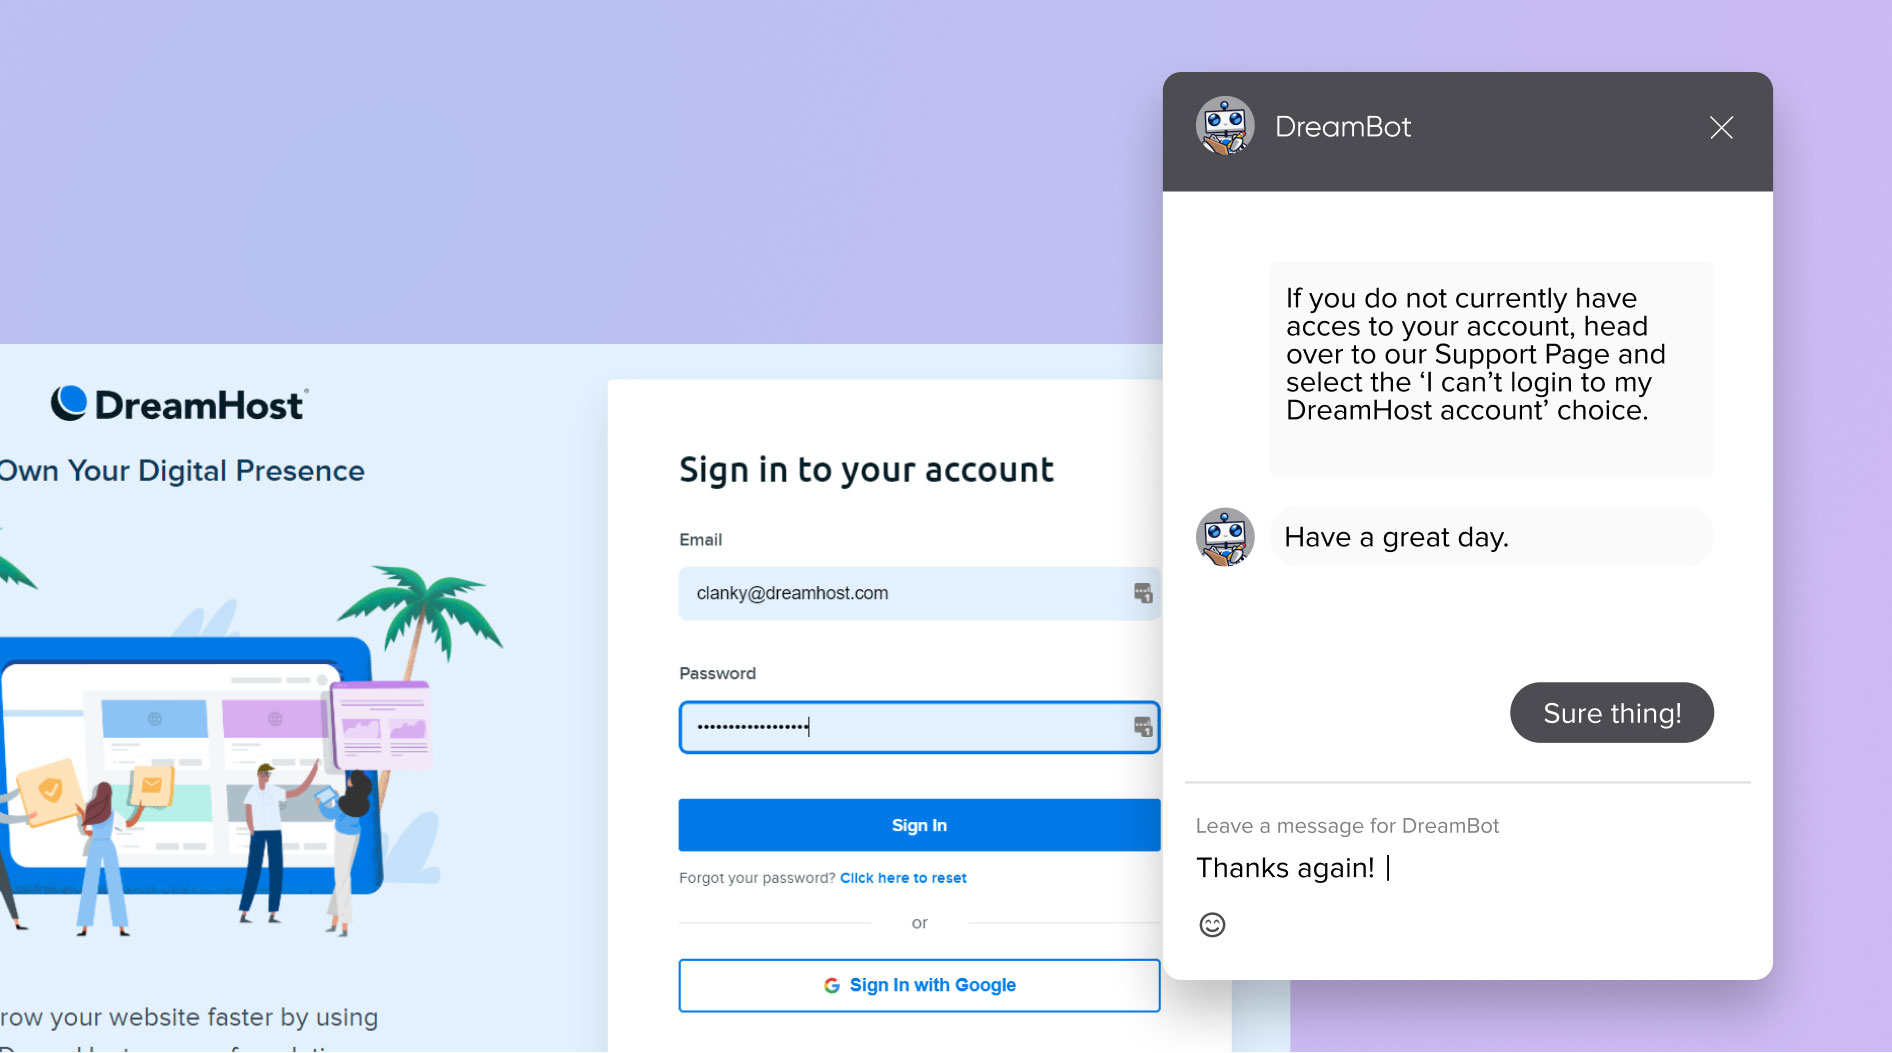 DreamHost
Own Your Digital Presence
row your website faster by using
Sign in to your account
Email
clanky@dreamhost.com
Password
•••••••••••••••••
Sign In
Forgot your password? Click here to reset
or
Sign In with Google
DreamBot
If you do not currently have
acces to your account, head
over to our Support Page and
select the ‘I can’t login to my
DreamHost account’ choice.
Have a great day.
Sure thing!
Leave a message for DreamBot
Thanks again!